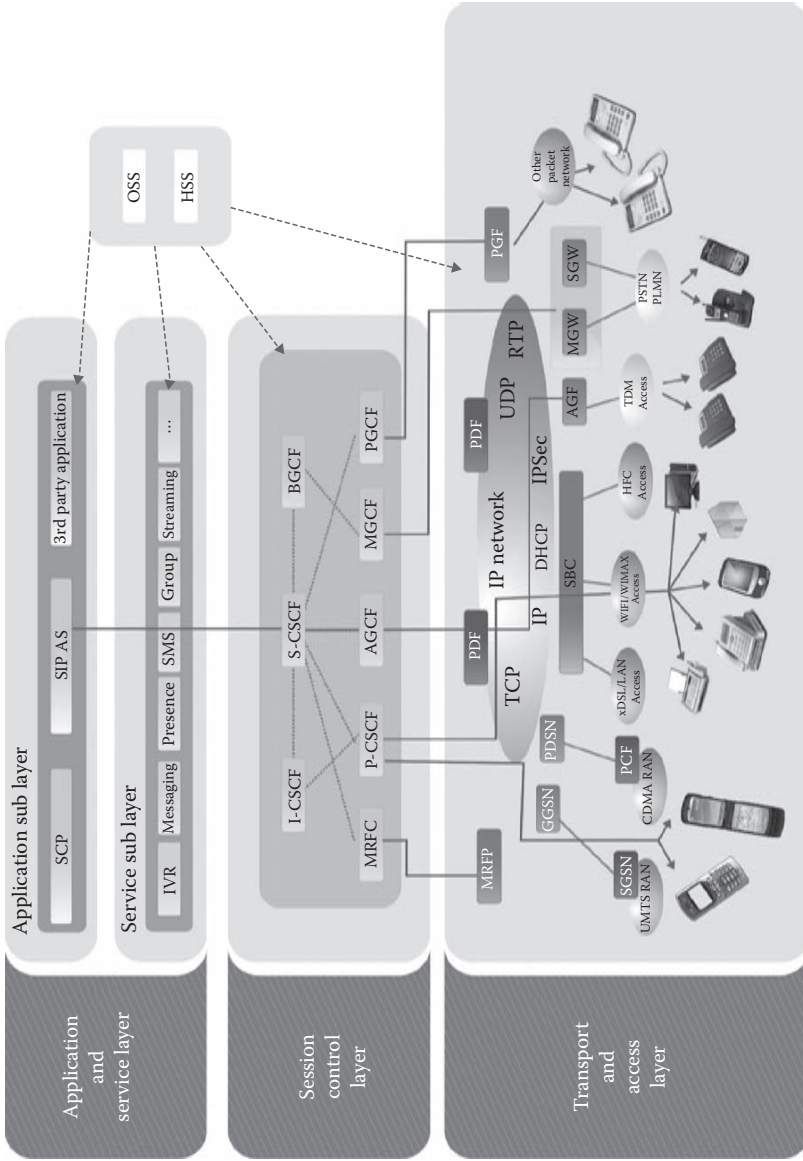 Application
and
service layer
Application sub layer
SCP
SIP AS
3rd party application
Service sub layer
IVR
Messaging
Presence
SMS
Group
Streaming
...
OSS
HSS
Session
control
layer
I-CSCF
S-CSCF
BGCF
MRFC
P-CSCF
AGCF
MGCF
PGCF
Transport
and
access
layer
MRFP
PDF
PDF
PGF
GGSN
PDSN
TCP
IP network
UDP
RTP
IP
DHCP
IPSec
SBC
AGF
MGW
SGW
Other
packet
network
SGSN
UMTS RAN
PCF
CDMA RAN
xDSL/LAN
Access
WIFI/WIMAX
Access
HFC
Access
TDM
Access
PSTN
PLMN